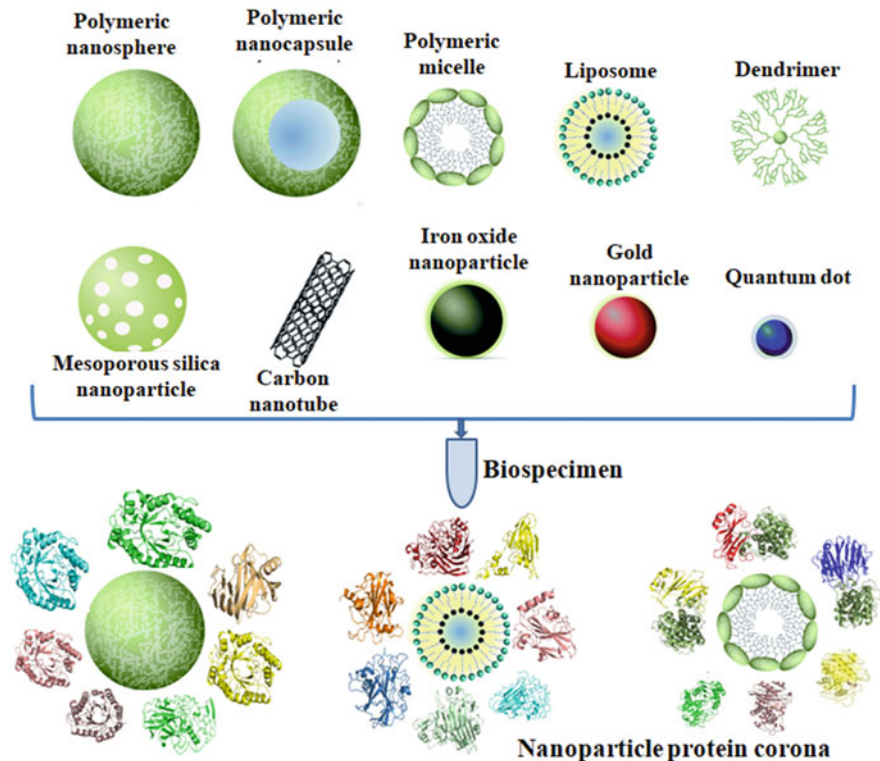 Polymeric
nanosphere
Polymeric
nanocapsule
Polymeric
micelle
Liposome
Dendrimer
Mesoporous silica
nanoparticle
Carbon
nanotube
Iron oxide
nanoparticle
Gold
nanoparticle
Quantum dot
Biospecimen
Nanoparticle protein corona